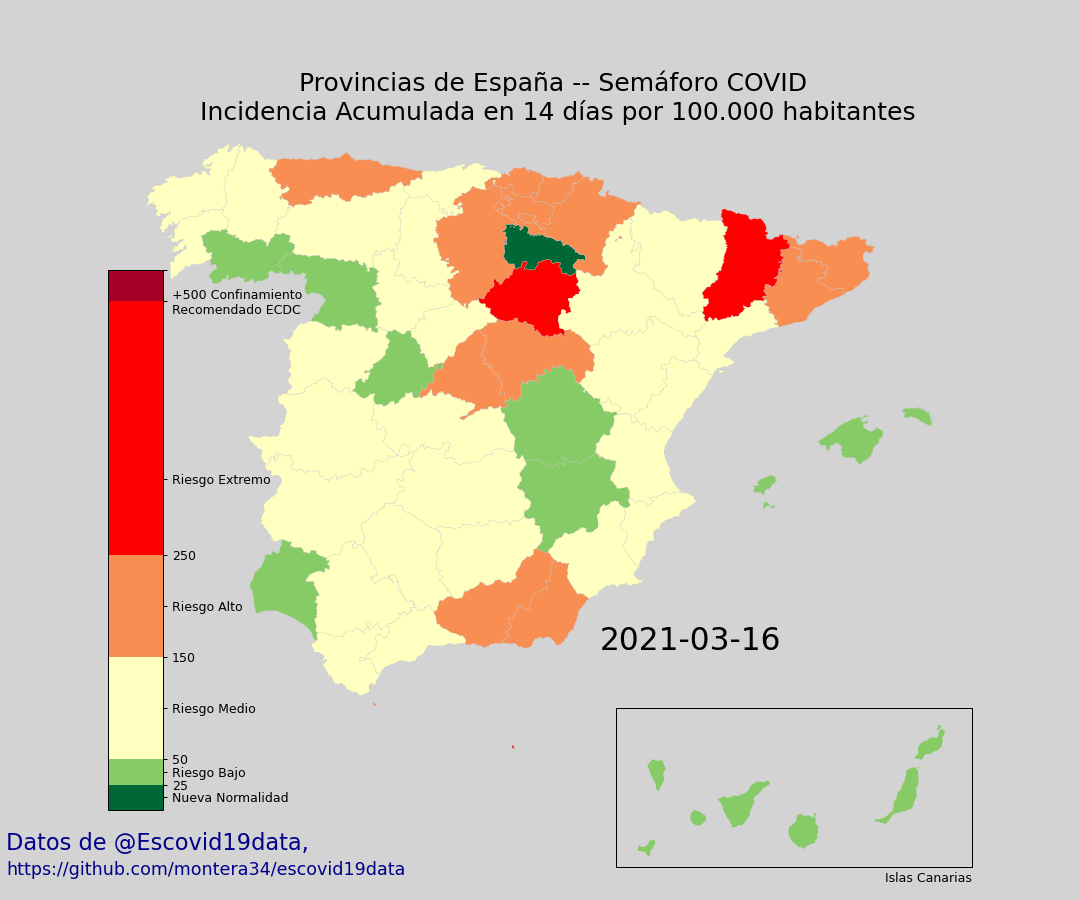 Provincias de España -- Semáforo COVID
Incidencia Acumulada en 14 días por 100.000 habitantes
+500 Confinamiento
Recomendado ECDC
Riesgo Extremo
250
Riesgo Alto
150
Riesgo Medio
50
Riesgo Bajo
25
Nueva Normalidad
2021-03-16
Islas Canarias
Datos de @Escovid19data,
https://github.com/montera34/escovid19data